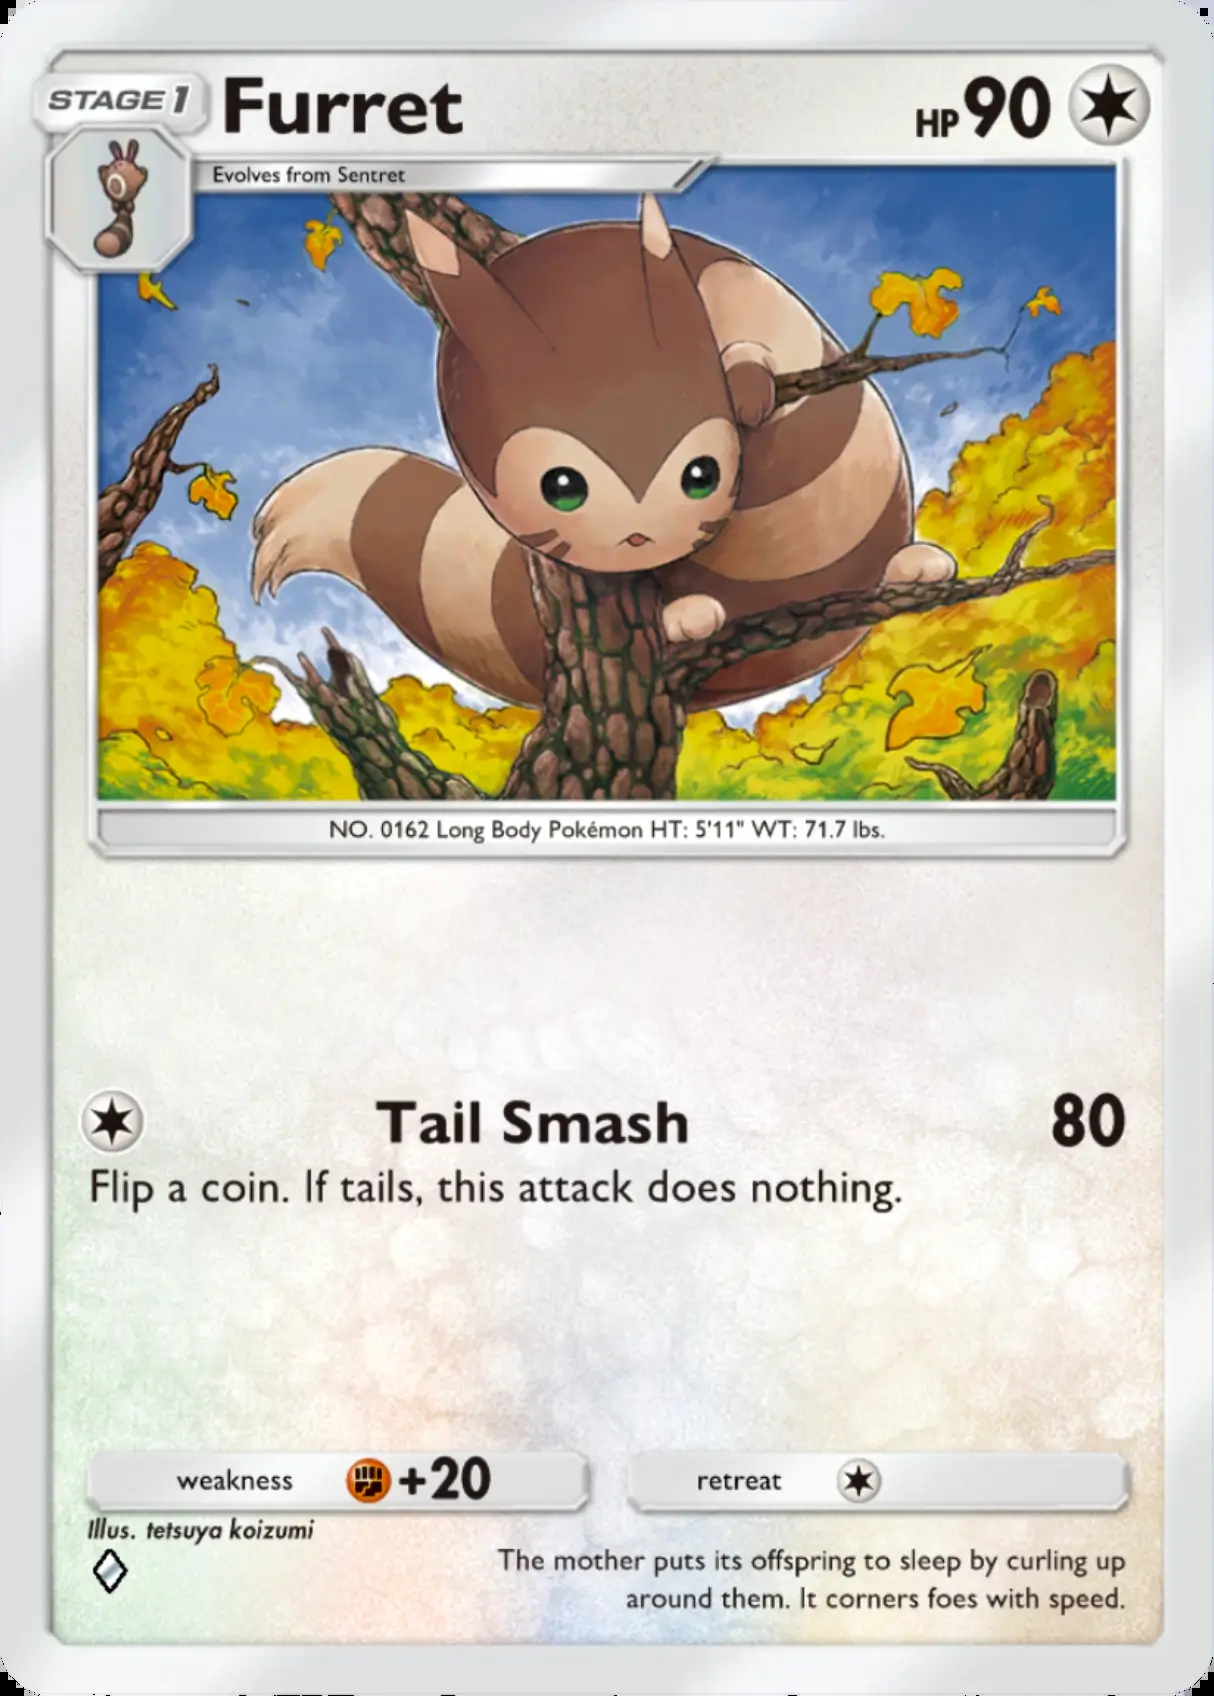 STAGE 1
Furret
HP 90
Evolves from Sentret
NO. 0162 Long Body Pokémon HT: 5'11" WT: 71.7 lbs.
Tail Smash 80
Flip a coin. If tails, this attack does nothing.
weakness +20
retreat
Illus. tetsuya koizumi
The mother puts its offspring to sleep by curling up
around them. It corners foes with speed.